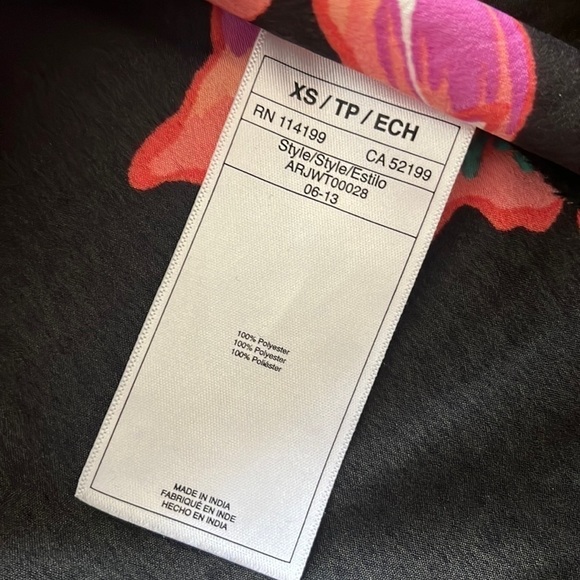 XS / TP / ECH
RN 114199 CA 52199
Style/Style/Estilo
ARJWT00028
06-13
100% Polyester
100% Polyester
100% Poliéster
MADE IN INDIA
FABRIQUÉ EN INDE
HECHO EN INDIA